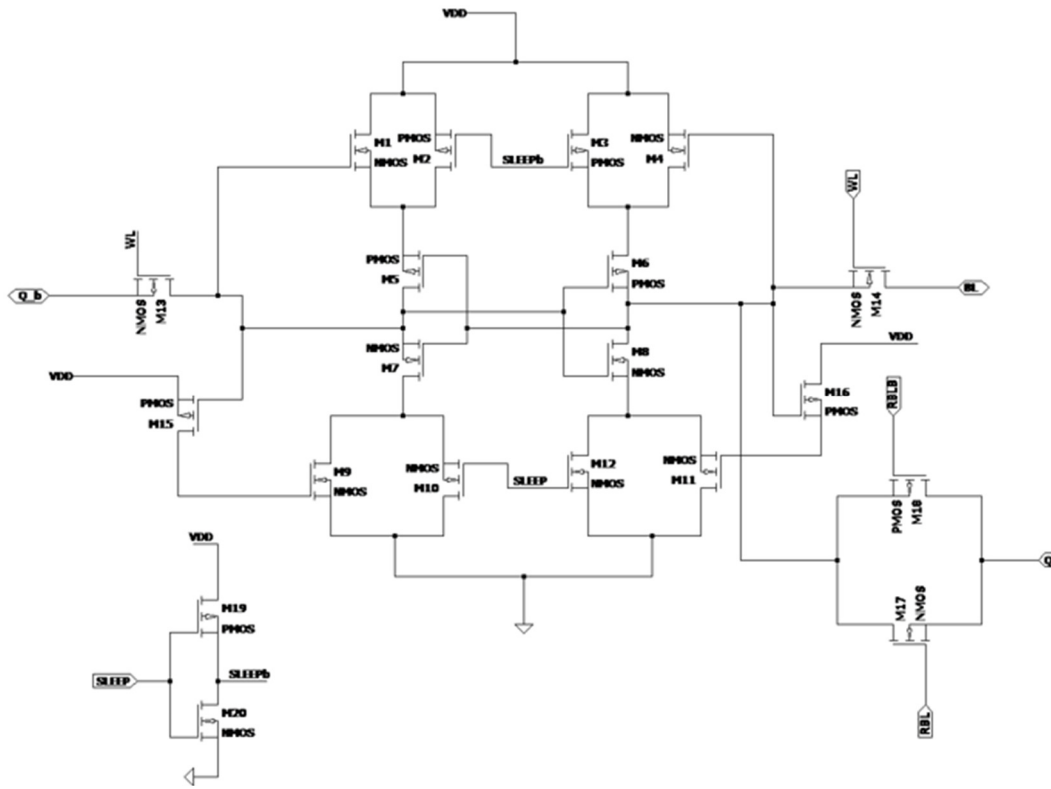 VDD
M1
NMOS
PMOS
M2
SLEEPb
M3
PMOS
NMOS
M4
WL
Q_b
NMOS
M13
PMOS
M5
M6
PMOS
WL
NMOS
M14
BL
NMOS
M7
M8
NMOS
VDD
PMOS
M15
VDD
M16
PMOS
M9
NMOS
NMOS
M10
SLEEP
M12
NMOS
NMOS
M11
RBLB
PMOS
M18
Q
M17
NMOS
RBL
VDD
M19
PMOS
SLEEP
SLEEPb
M20
NMOS